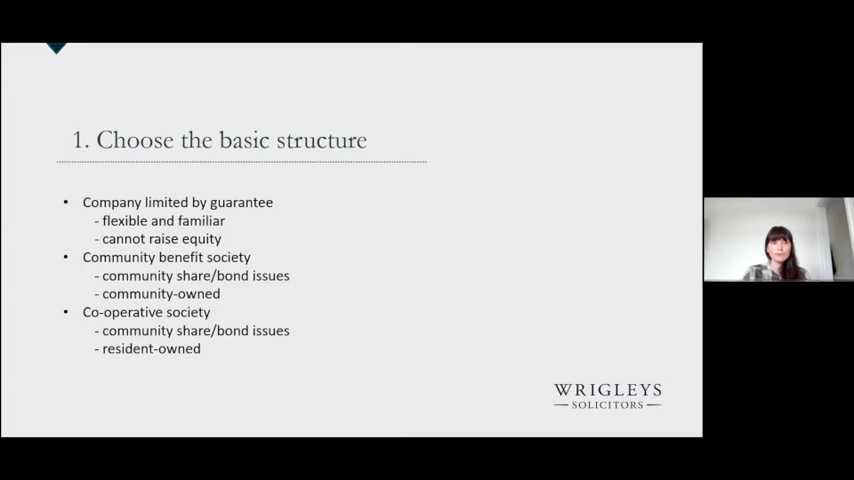 1. Choose the basic structure
• Company limited by guarantee
- flexible and familiar
- cannot raise equity
• Community benefit society
- community share/bond issues
- community-owned
• Co-operative society
- community share/bond issues
- resident-owned
WRIGLEYS
SOLICITORS